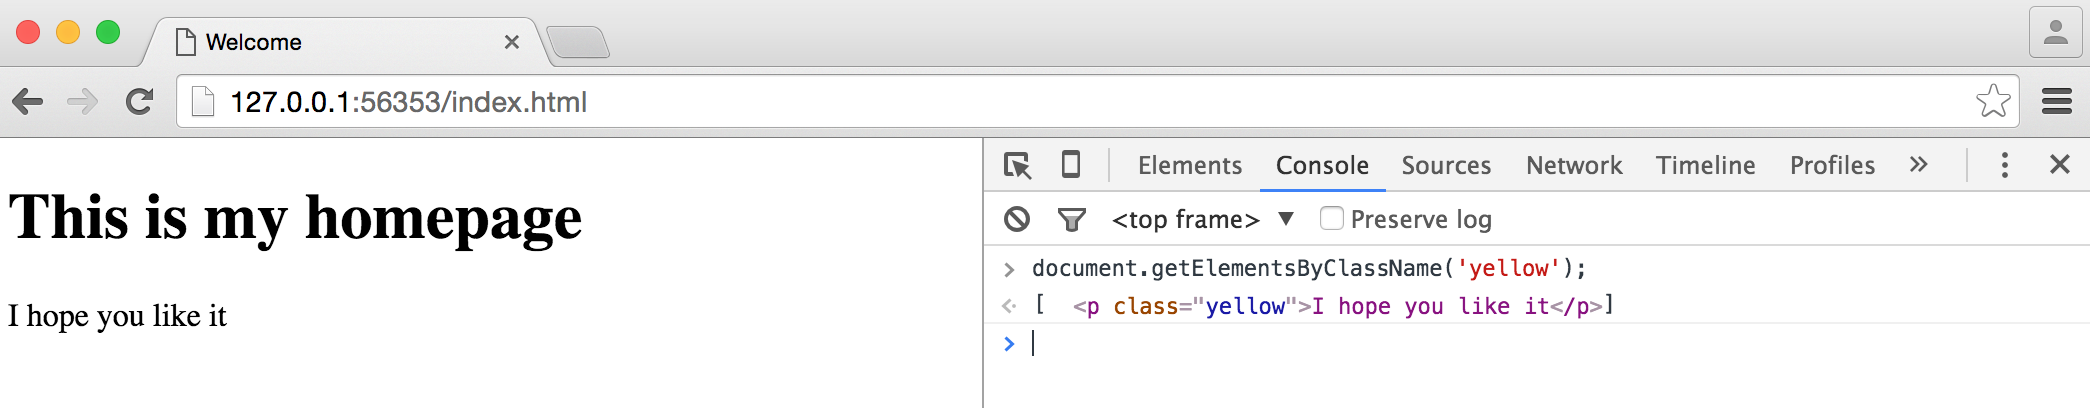 Welcome
127.0.0.1:56353/index.html
This is my homepage
I hope you like it
Elements Console Sources Network Timeline Profiles »
<top frame> ▼ Preserve log
> document.getElementsByClassName('yellow');
[ <p class="yellow">I hope you like it</p>]
>